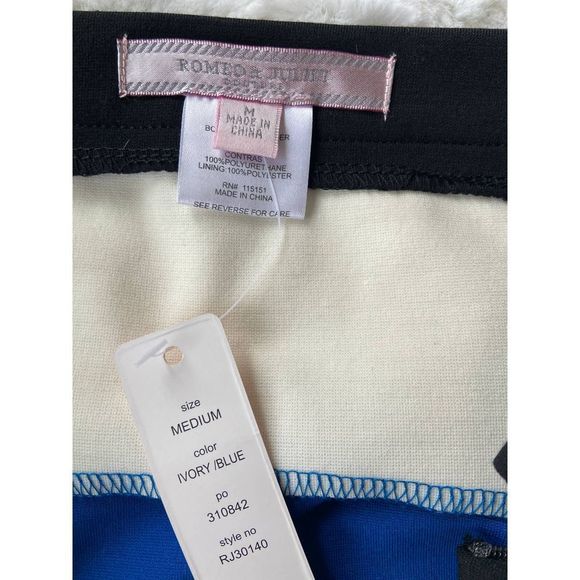 ROMEO & JULIET
M
MADE IN
CHINA
CONTRAS
100%POLYURETHANE
LINING:100%POLYESTER
RN# 115151
MADE IN CHINA
SEE REVERSE FOR CARE
size
MEDIUM
color
IVORY /BLUE
po
310842
style no
RJ30140